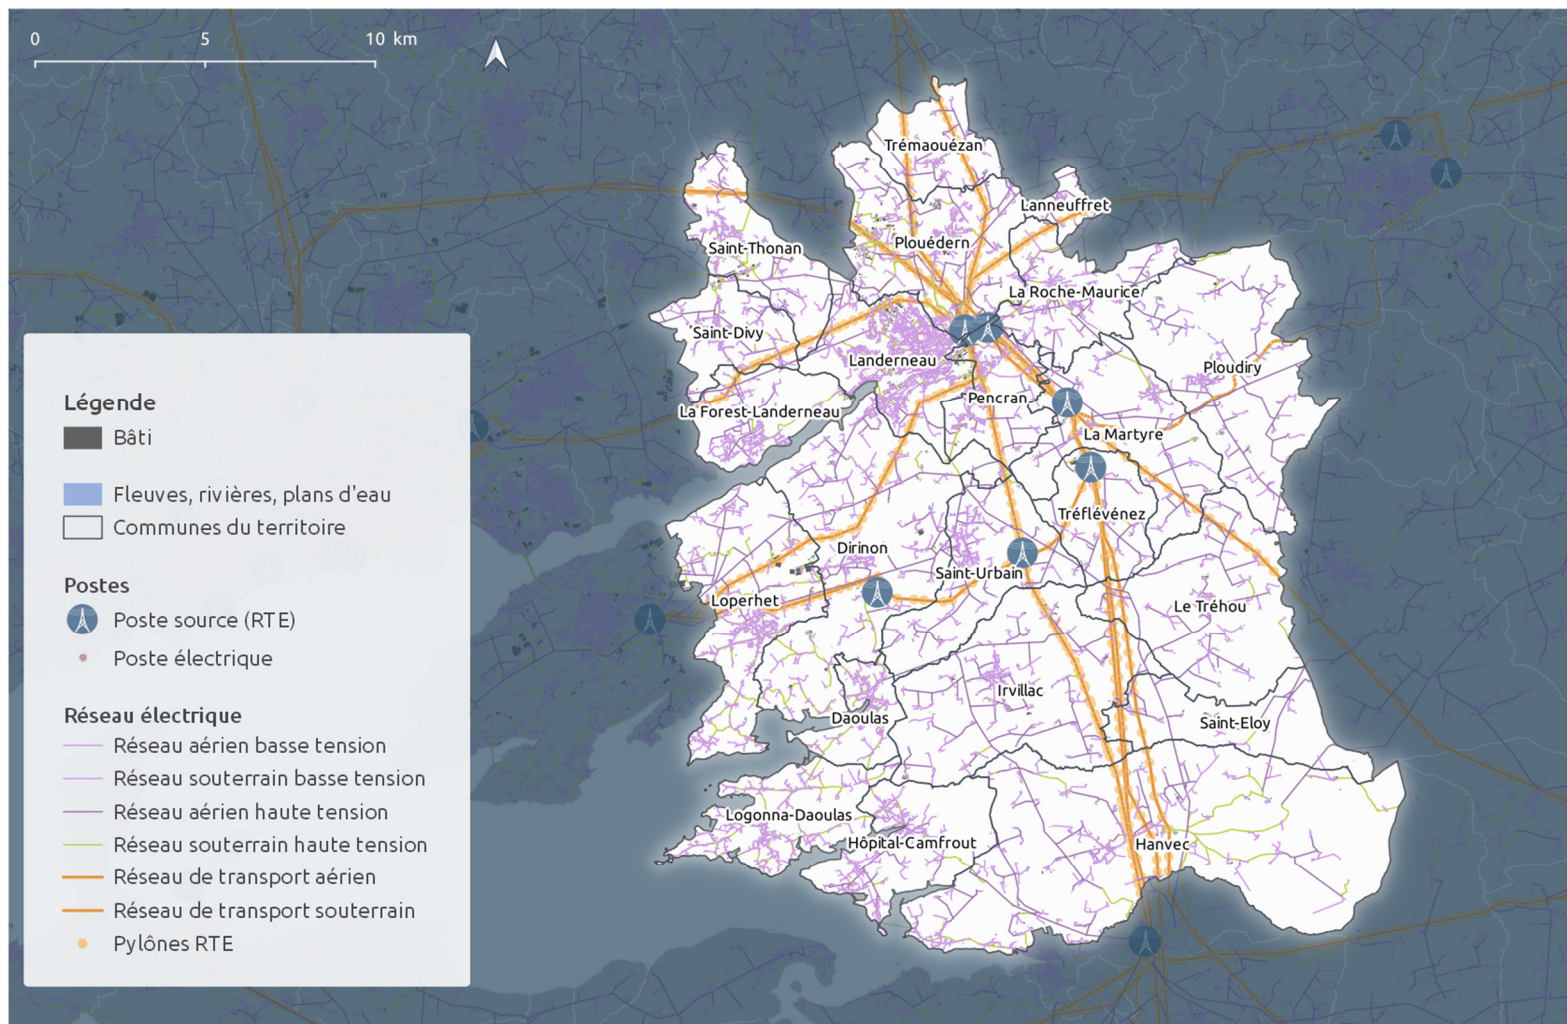 0 5 10 km
Trémaouézan
Lanneuffret
Saint-Thonan
Plouédern
La Roche-Maurice
Saint-Divy
Landerneau
Ploudiry
La Forest-Landerneau
Pencran
La Martyre
Tréflévénez
Dirinon
Saint-Urbain
Loperhet
Le Tréhou
Irvillac
Daoulas
Saint-Eloy
Logonna-Daoulas
Hôpital-Camfrout
Hanvec
Légende
Bâti
Fleuves, rivières, plans d'eau
Communes du territoire
Postes
Poste source (RTE)
Poste électrique
Réseau électrique
Réseau aérien basse tension
Réseau souterrain basse tension
Réseau aérien haute tension
Réseau souterrain haute tension
Réseau de transport aérien
Réseau de transport souterrain
Pylônes RTE